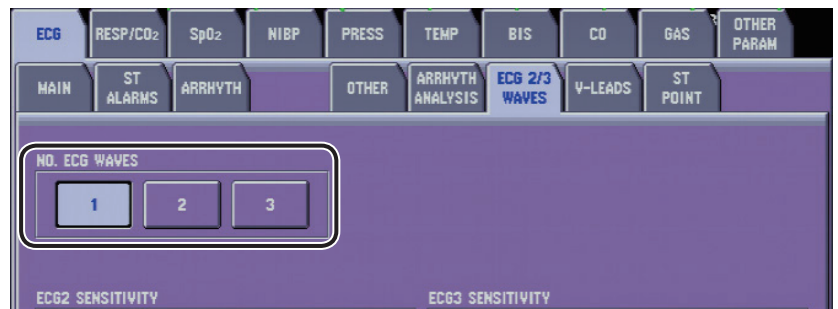 ECG RESP/CO2 SpO2 NIBP PRESS TEMP BIS CO GAS OTHER PARAM
MAIN ST ALARMS ARRHYTH OTHER ARRHYTH ANALYSIS ECG 2/3 WAVES V-LEADS ST POINT
NO. ECG WAVES
1 2 3
ECG2 SENSITIVITY ECG3 SENSITIVITY